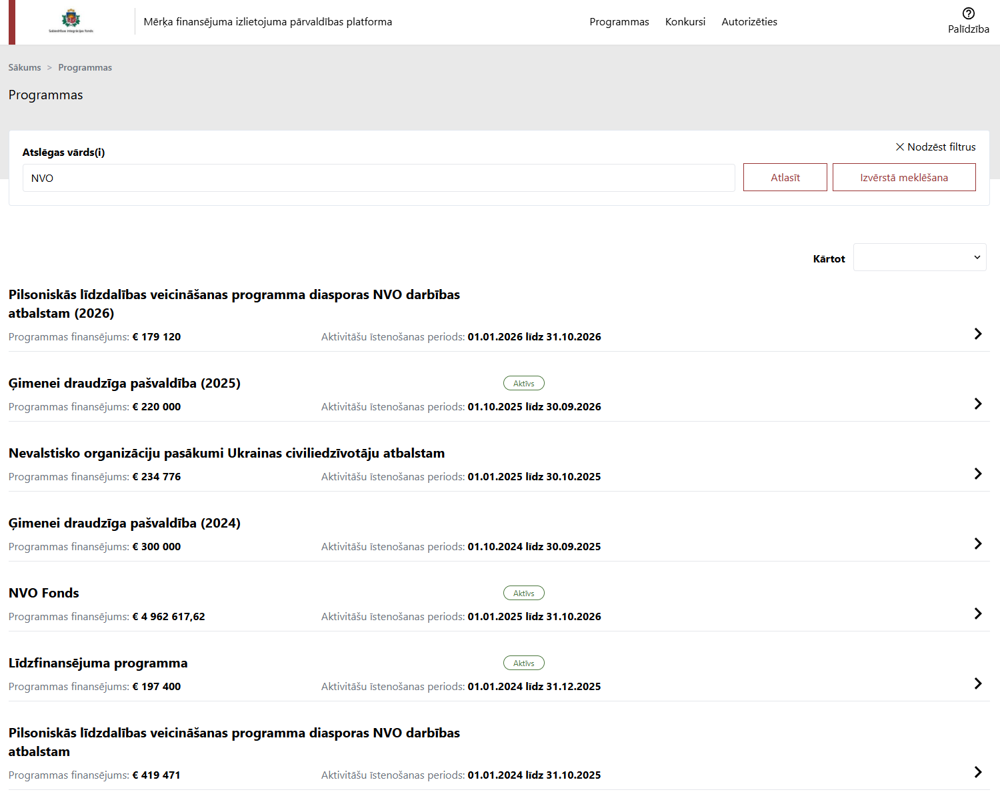 Sabiedrības integrācijas fonds
Mērķa finansējuma izlietojuma pārvaldības platforma
Programmas
Konkursi
Autorizēties
Palīdzība
Sākums > Programmas
Programmas
Atslēgas vārds(i)
Nodzēst filtrus
NVO
Atlasīt
Izvērstā meklēšana
Kārtot
Pilsoniskās līdzdalības veicināšanas programma diasporas NVO darbības
atbalstam (2026)
Programmas finansējums: € 179 120
Aktivitāšu īstenošanas periods: 01.01.2026 līdz 31.10.2026
Ģimenei draudzīga pašvaldība (2025)
Aktīvs
Programmas finansējums: € 220 000
Aktivitāšu īstenošanas periods: 01.10.2025 līdz 30.09.2026
Nevalstisko organizāciju pasākumi Ukrainas civiliedzīvotāju atbalstam
Programmas finansējums: € 234 776
Aktivitāšu īstenošanas periods: 01.01.2025 līdz 30.10.2025
Ģimenei draudzīga pašvaldība (2024)
Programmas finansējums: € 300 000
Aktivitāšu īstenošanas periods: 01.10.2024 līdz 30.09.2025
NVO Fonds
Aktīvs
Programmas finansējums: € 4 962 617,62
Aktivitāšu īstenošanas periods: 01.01.2025 līdz 31.10.2026
Līdzfinansējuma programma
Aktīvs
Programmas finansējums: € 197 400
Aktivitāšu īstenošanas periods: 01.01.2024 līdz 31.12.2025
Pilsoniskās līdzdalības veicināšanas programma diasporas NVO darbības
atbalstam
Programmas finansējums: € 419 471
Aktivitāšu īstenošanas periods: 01.01.2024 līdz 31.10.2025